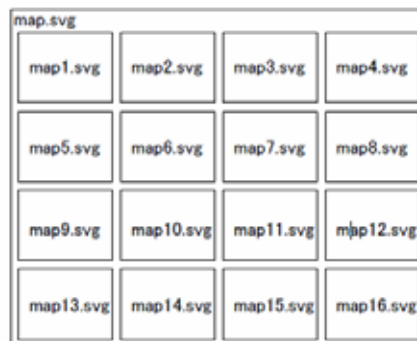 map.svg
map1.svg map2.svg map3.svg map4.svg
map5.svg map6.svg map7.svg map8.svg
map9.svg map10.svg map11.svg map12.svg
map13.svg map14.svg map15.svg map16.svg